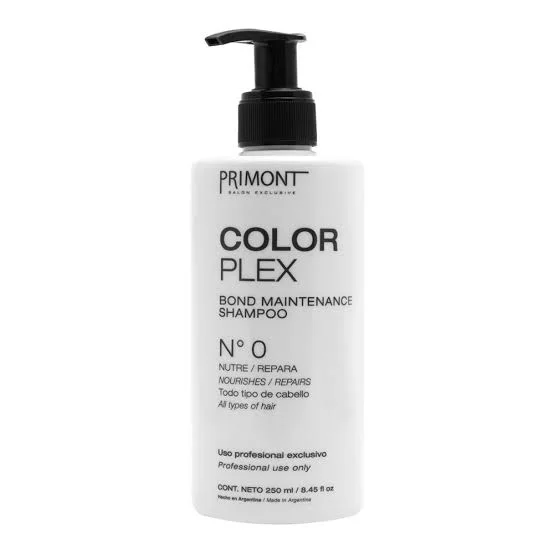 PRIMONT
SALON EXCLUSIVE
COLOR
PLEX
BOND MAINTENANCE
SHAMPOO
N° 0
NUTRE / REPARA
NOURISHES / REPAIRS
Todo tipo de cabello
All types of hair
Uso profesional exclusivo
Professional use only
CONT. NETO 250 ml / 8.45 fl oz
Hecho en Argentina / Made in Argentina